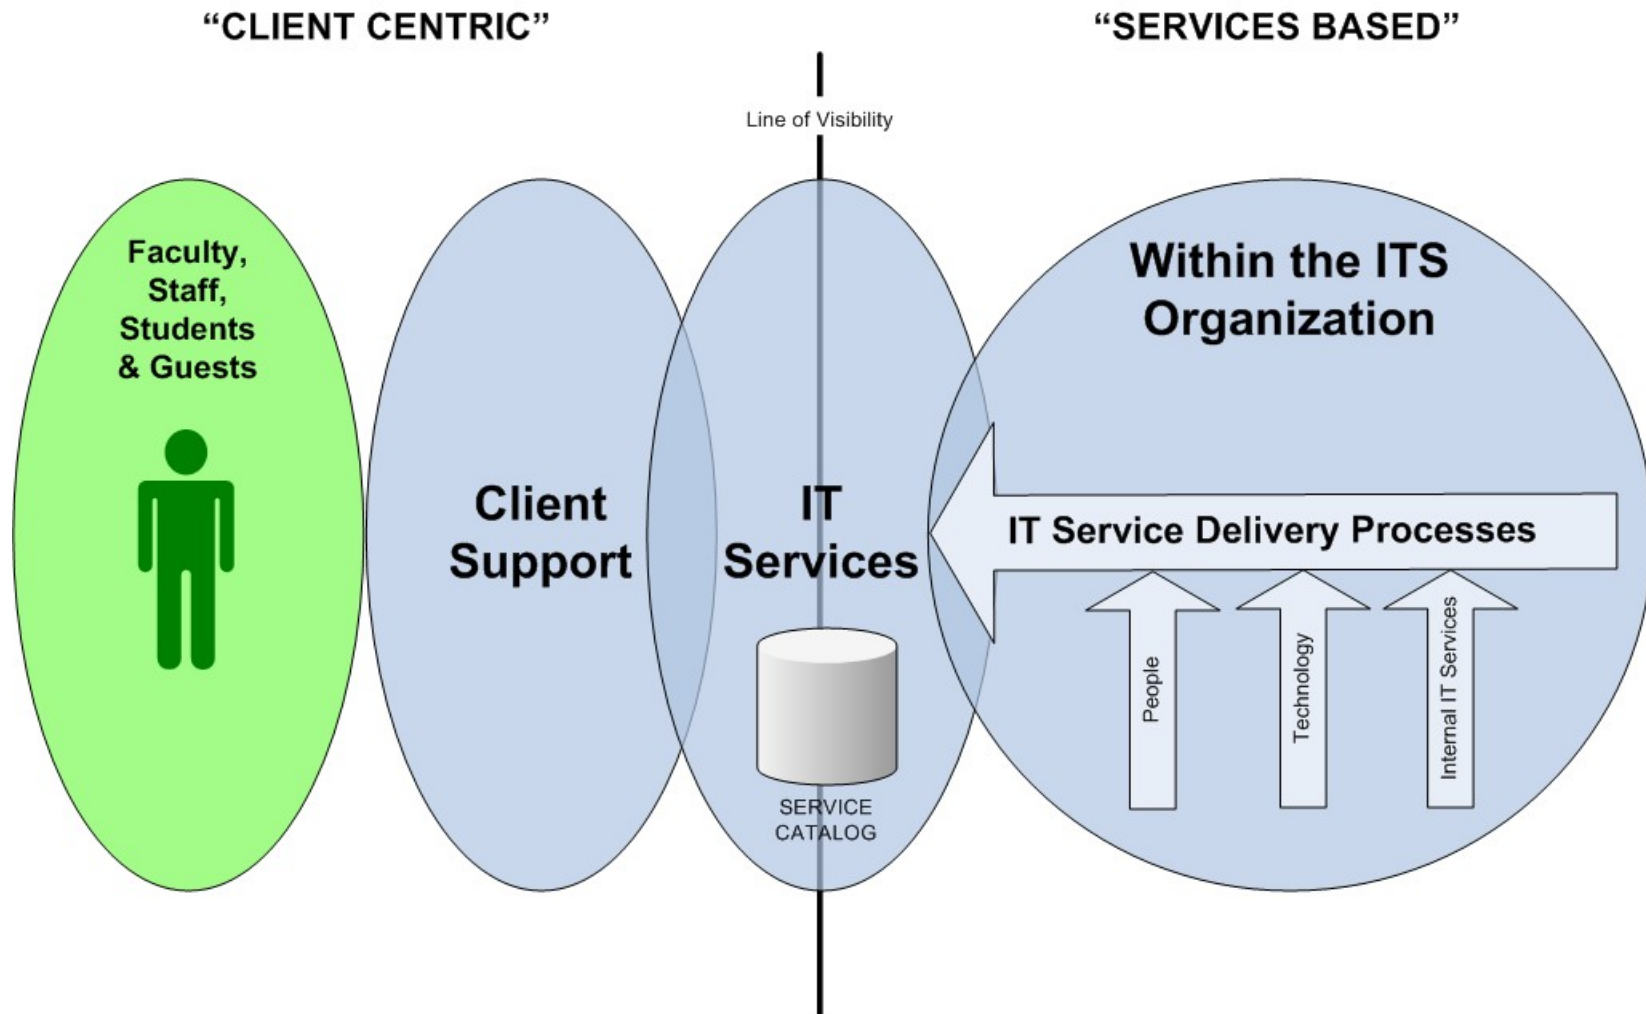 “CLIENT CENTRIC”
“SERVICES BASED”
Line of Visibility
Faculty,
Staff,
Students
& Guests
Client
Support
IT
Services
SERVICE
CATALOG
Within the ITS
Organization
IT Service Delivery Processes
People
Technology
Internal IT Services